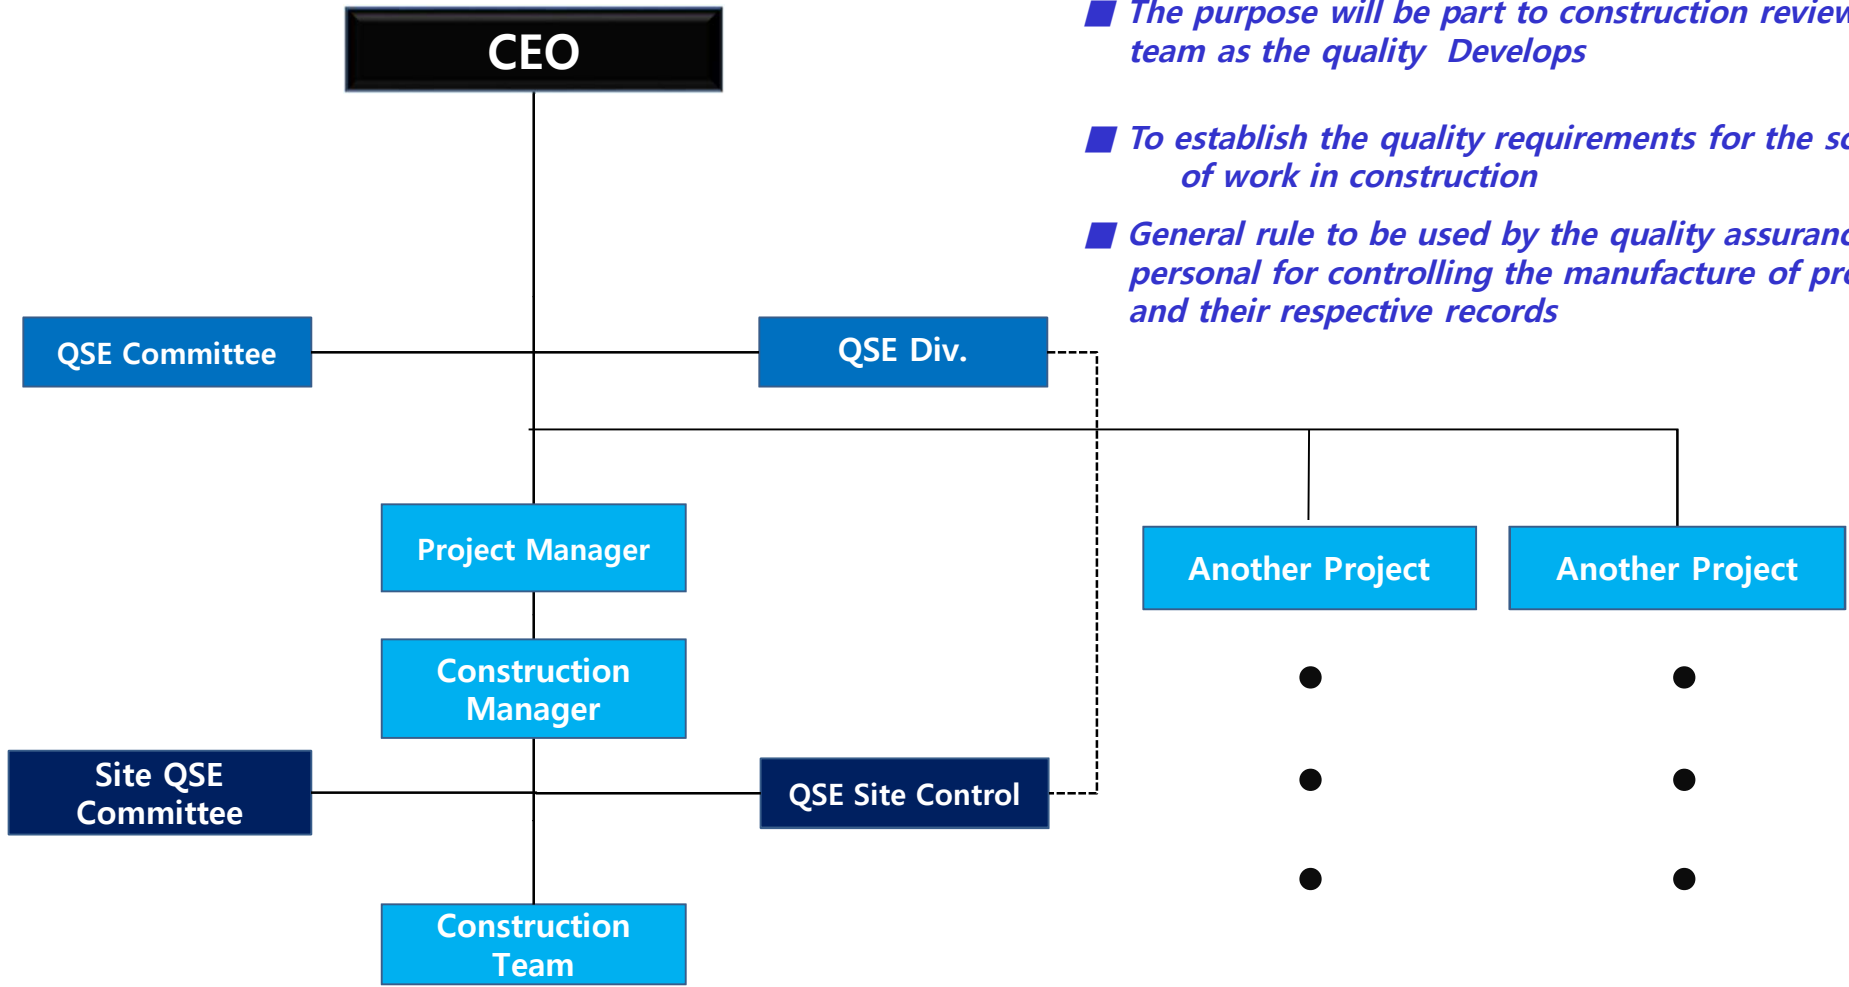 CEO
■ The purpose will be part to construction review
team as the quality Develops
■ To establish the quality requirements for the
of work in construction
■ General rule to be used by the quality
personal for controlling the manufacture of
and their respective records
QSE Committee
QSE Div.
Project Manager
Another Project
Another Project
Construction
Manager
Site QSE
Committee
QSE Site Control
Construction
Team